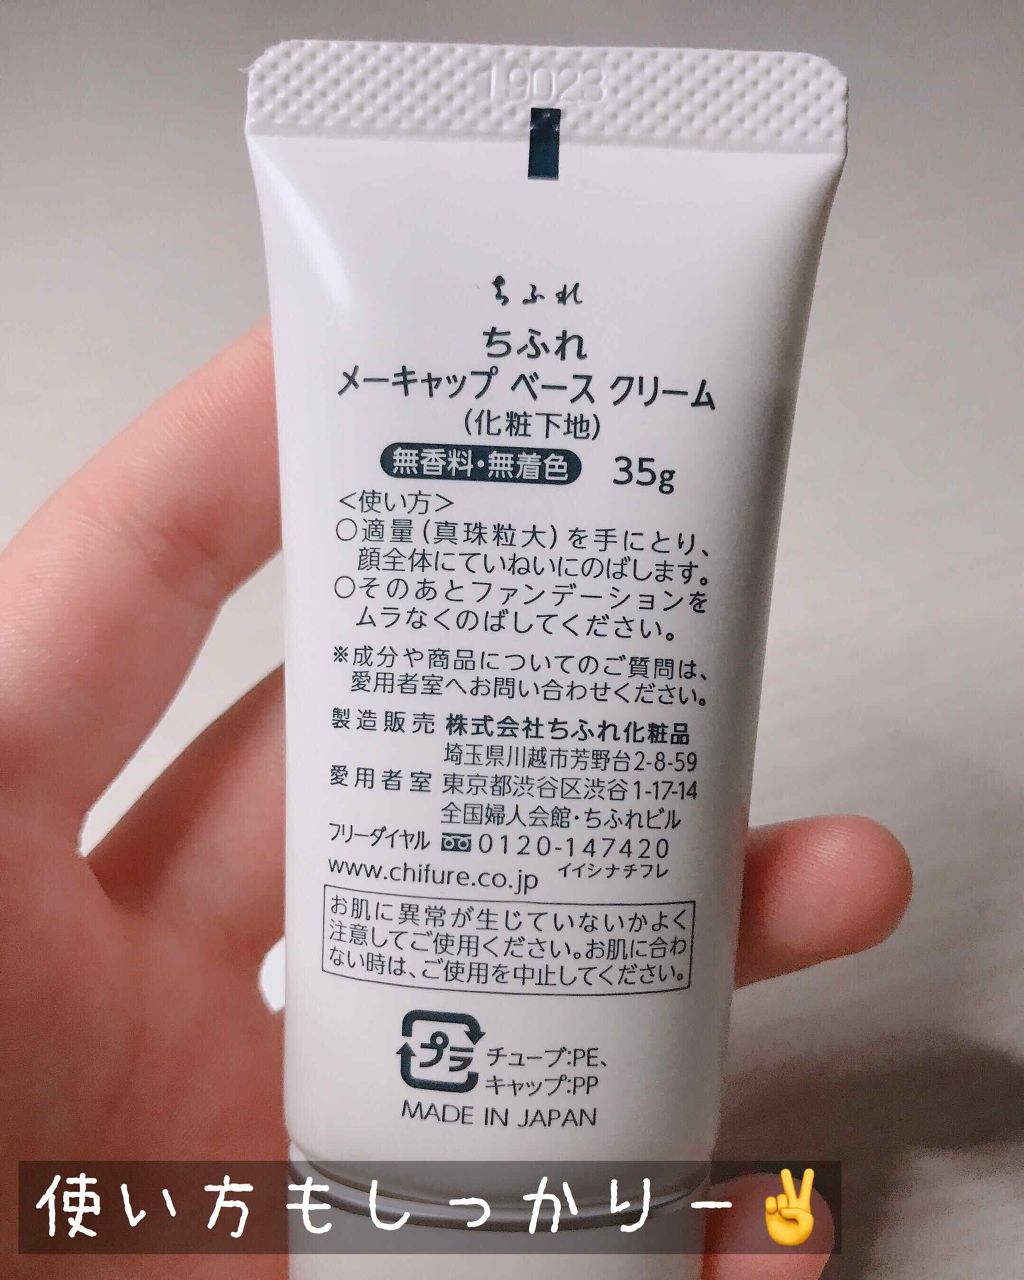 19023
ちふれ
ちふれ
メーキャップ ベース クリーム
(化粧下地)
無香料・無着色 35g
<使い方>
○適量(真珠粒大)を手にとり、
顔全体にていねいにのばします。
○そのあとファンデーションを
ムラなくのばしてください。
※成分や商品についてのご質問は、
愛用者室へお問い合わせください。
製造販売 株式会社ちふれ化粧品
埼玉県川越市芳野台2-8-59
愛用者室 東京都渋谷区渋谷1-17-14
全国婦人会館・ちふれビル
フリーダイヤル 0120-147420
www.chifure.co.jp イイシナチフレ
お肌に異常が生じていないかよく
注意してご使用ください。お肌に合わ
ない時は、ご使用を中止してください。
プラ チューブ:PE、
キャップ:PP
MADE IN JAPAN
使い方もしっかりー✌